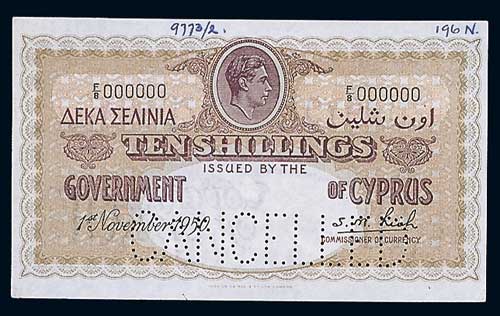 9773/2. 196 N.
F/8 000000 F/8 000000
ΔΕΚΑ ΣΕΛΙΝΙΑ اون شلين
TEN SHILLINGS
ISSUED BY THE
GOVERNMENT OF CYPRUS
1st November 1950.
COMMISSIONER OF CURRENCY
CANCELLED